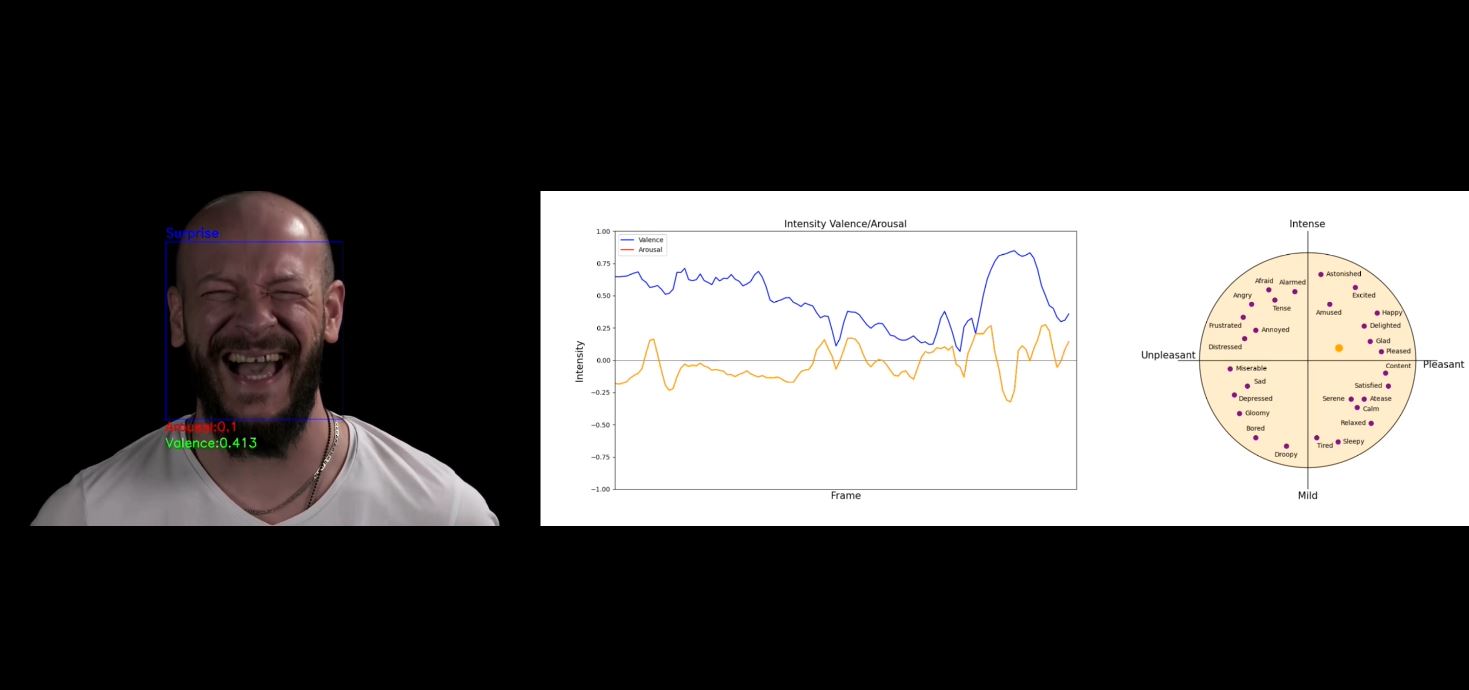 Surprise
Arousal:0.1
Valence:0.413
Intensity Valence/Arousal
Valence
Arousal
1.00
0.75
0.50
0.25
0.00
−0.25
−0.50
−0.75
−1.00
Intensity
Frame
Intense
Astonished
Afraid
Alarmed
Excited
Angry
Tense
Amused
Happy
Frustrated
Annoyed
Delighted
Distressed
Glad
Pleased
Unpleasant
Pleasant
Miserable
Content
Sad
Satisfied
Depressed
Serene
Atease
Gloomy
Calm
Bored
Relaxed
Tired
Sleepy
Droopy
Mild